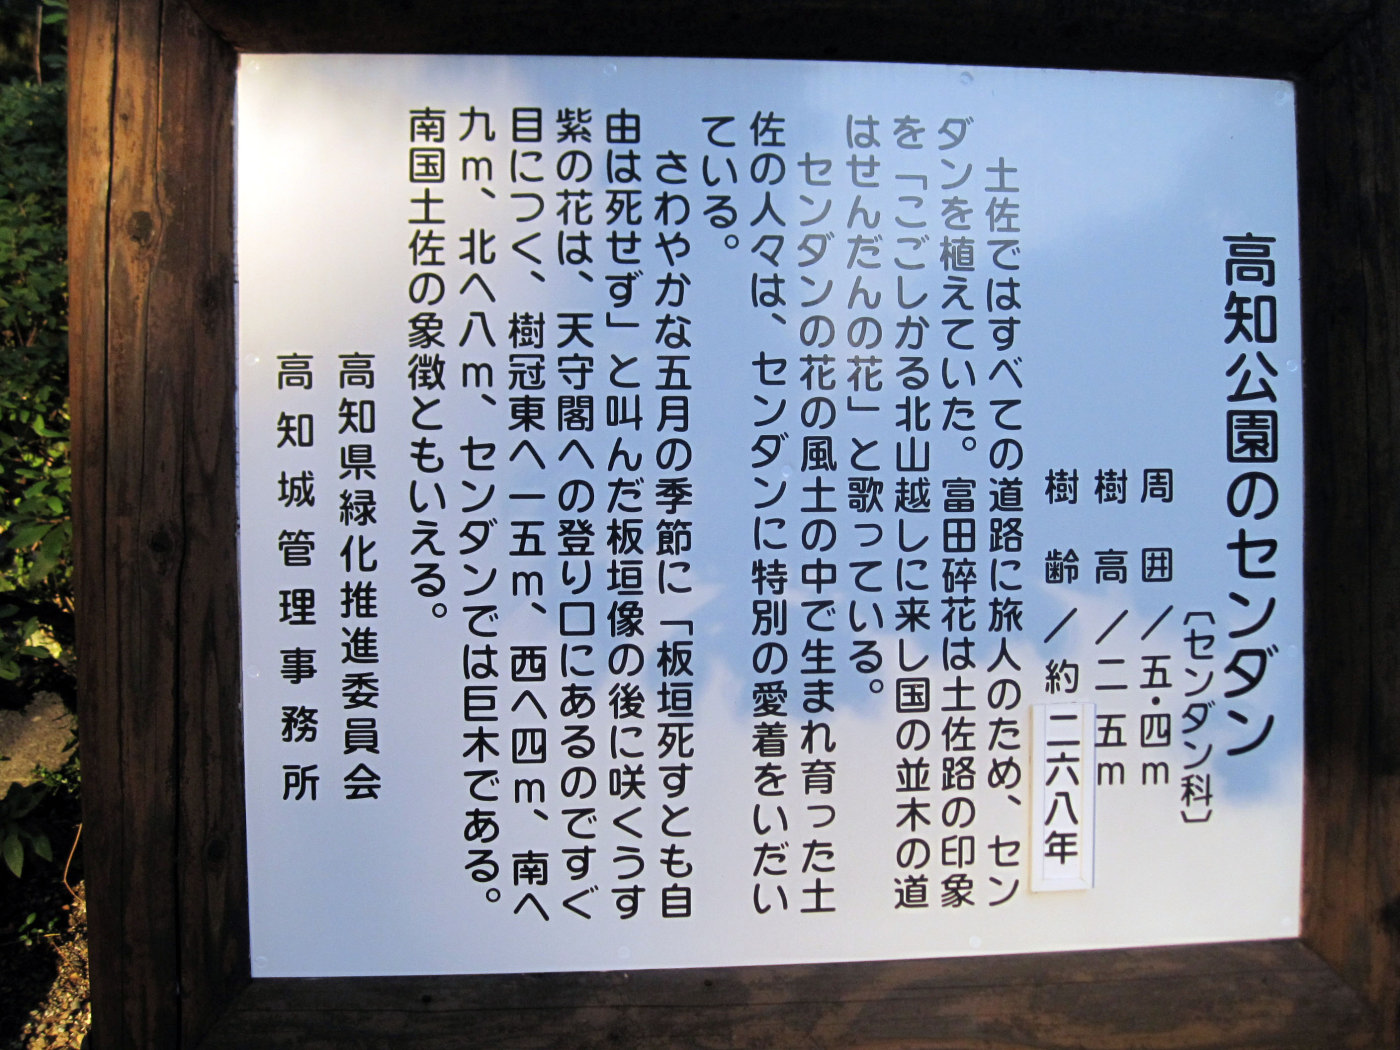 高知公園のセンダン
〔センダン科〕
周囲／五・四m
樹高／二五m
樹齢／約二六八年
土佐ではすべての道路に旅人のため、セン
ダンを植えていた。富田砕花は土佐路の印象
を「こごしかる北山越しに来し国の並木の道
はせんだんの花」と歌っている。
センダンの花の風土の中で生まれ育った土
佐の人々は、センダンに特別の愛着をいだい
ている。
さわやかな五月の季節に「板垣死すとも自
由は死せず」と叫んだ板垣像の後に咲くうす
紫の花は、天守閣への登り口にあるのですぐ
目につく、樹冠東へ一五m、西へ四m、南へ
九m、北へ八m、センダンでは巨木である。
南国土佐の象徴ともいえる。
高知県緑化推進委員会
高知城管理事務所